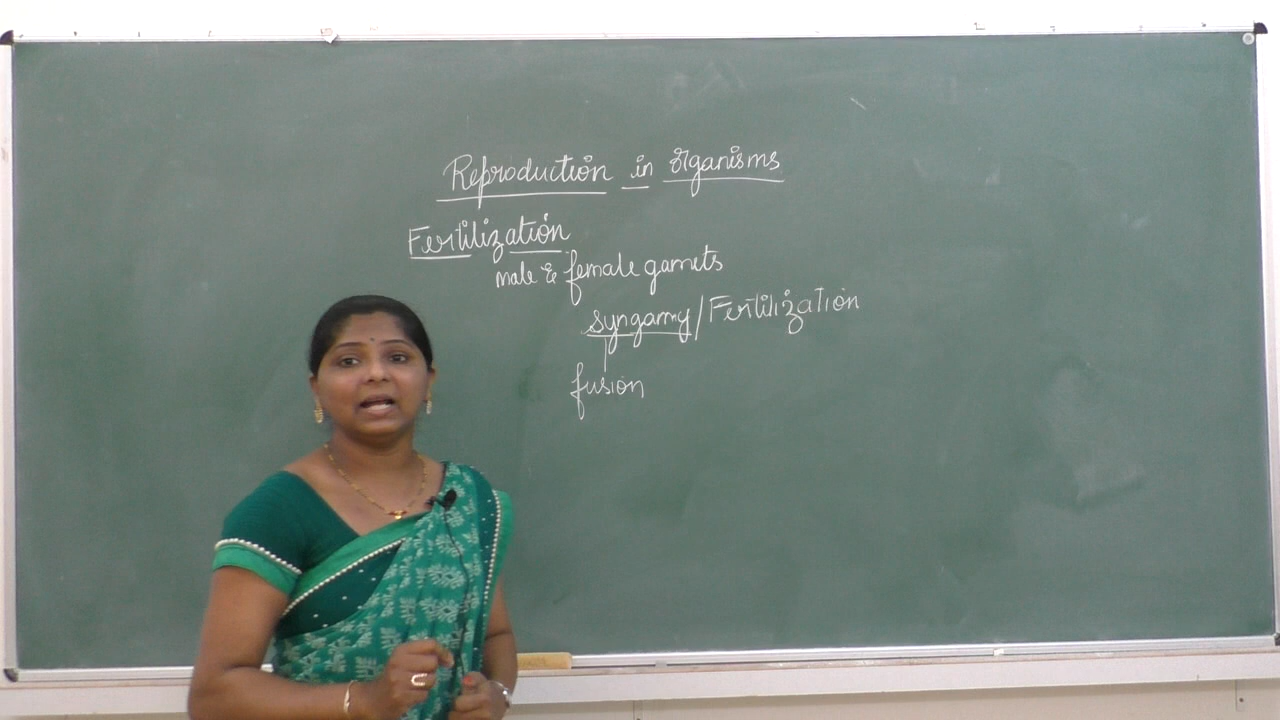 Reproduction in organisms
Fertilization
male & female gamets
syngamy/Fertilization
fusion